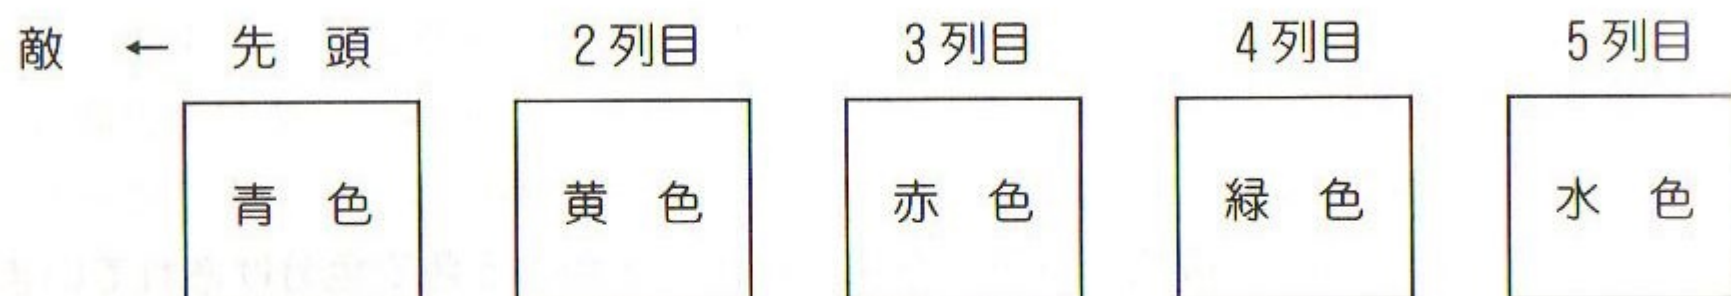 敵 ← 先 頭 2列目 3列目 4列目 5列目
青 色 黄 色 赤 色 緑 色 水 色